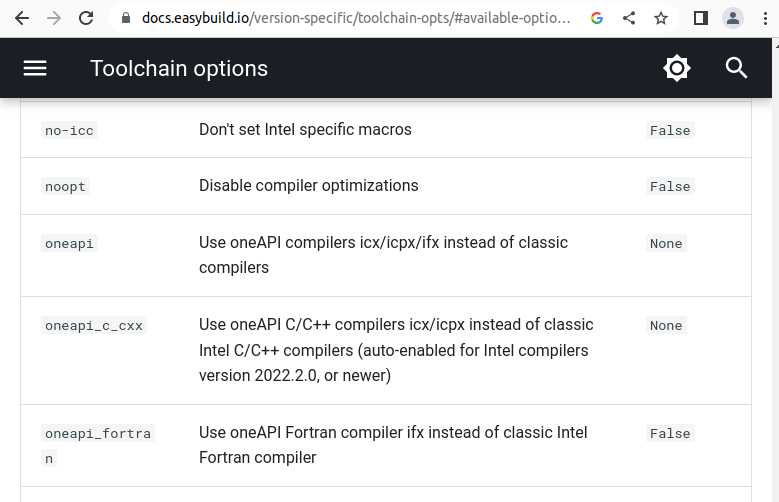 docs.easybuild.io/version-specific/toolchain-opts/#available-optio...
Toolchain options
no-icc Don't set Intel specific macros False
noopt Disable compiler optimizations False
oneapi Use oneAPI compilers icx/icpx/ifx instead of classic None
compilers
oneapi_c_cxx Use oneAPI C/C++ compilers icx/icpx instead of classic None
Intel C/C++ compilers (auto-enabled for Intel compilers
version 2022.2.0, or newer)
oneapi_fortra Use oneAPI Fortran compiler ifx instead of classic Intel False
n Fortran compiler